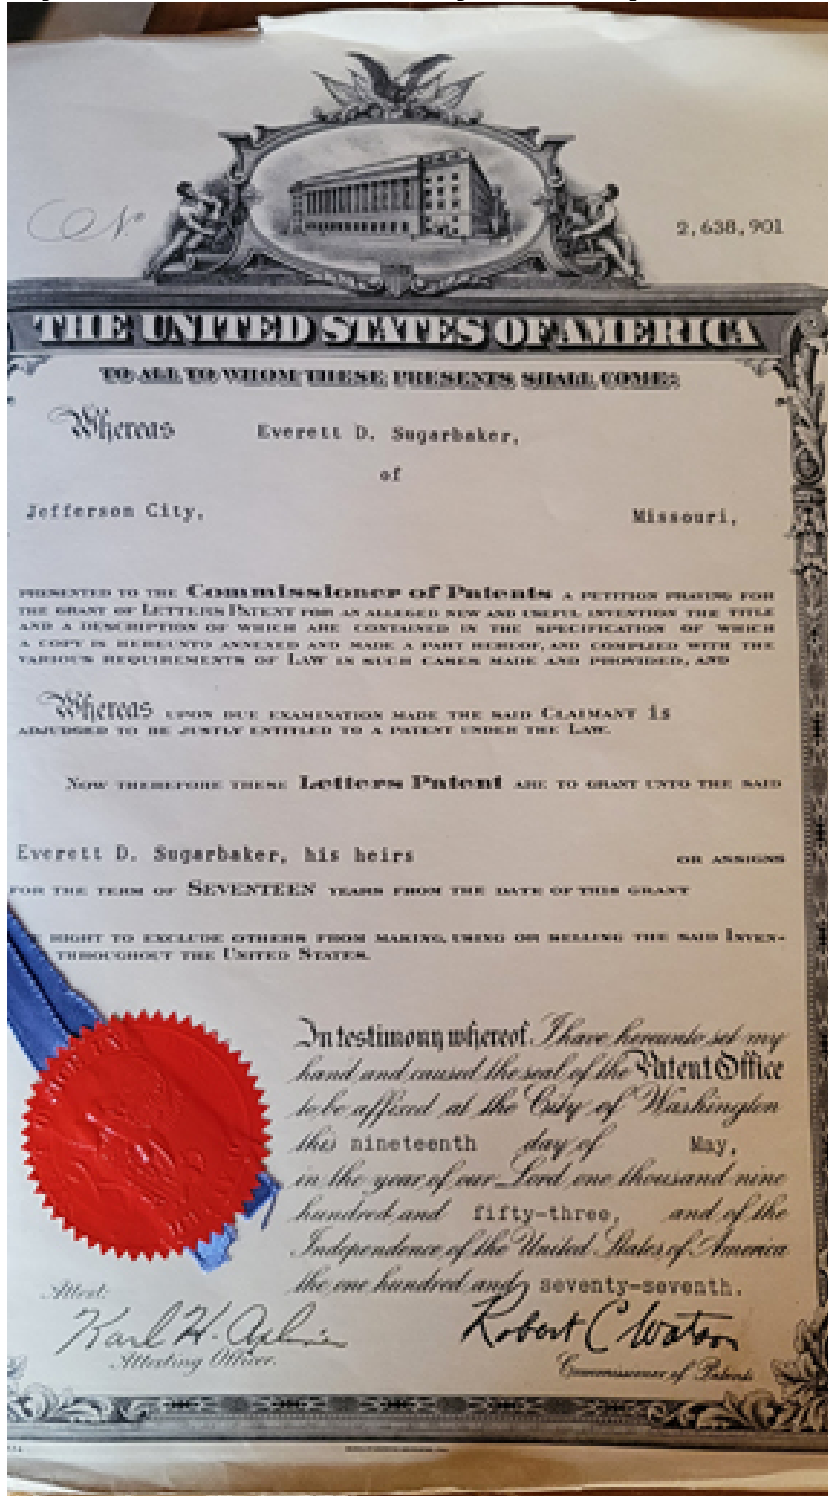 No. 2,638,901
THE UNITED STATES OF AMERICA
TO ALL TO WHOM THESE PRESENTS SHALL COME:
Whereas Everett D. Sugarbaker,
of
Jefferson City, Missouri,
PRESENTED TO THE Commissioner of Patents A PETITION PRAYING FOR
THE GRANT OF LETTERS PATENT FOR AN ALLEGED NEW AND USEFUL INVENTION THE TITLE
AND A DESCRIPTION OF WHICH ARE CONTAINED IN THE SPECIFICATION OF WHICH
A COPY IS HEREUNTO ANNEXED AND MADE A PART HEREOF, AND COMPLIED WITH THE
VARIOUS REQUIREMENTS OF LAW IN SUCH CASES MADE AND PROVIDED, AND
Whereas UPON DUE EXAMINATION MADE THE SAID CLAIMANT is
ADJUDGED TO BE JUSTLY ENTITLED TO A PATENT UNDER THE LAW.
NOW THEREFORE THESE Letters Patent ARE TO GRANT UNTO THE SAID
Everett D. Sugarbaker, his heirs OR ASSIGNS
FOR THE TERM OF SEVENTEEN YEARS FROM THE DATE OF THIS GRANT
RIGHT TO EXCLUDE OTHERS FROM MAKING, USING OR SELLING THE SAID INVEN-
THROUGHOUT THE UNITED STATES.
In testimony whereof, I have hereunto set my
hand and caused the seal of the Patent Office
to be affixed at the City of Washington
this nineteenth day of May,
in the year of our Lord one thousand nine
hundred and fifty-three, and of the
Independence of the United States of America
the one hundred and seventy-seventh.
Attest:
Karl H. Robert C Watson
Attesting Officer. Commissioner of Patents